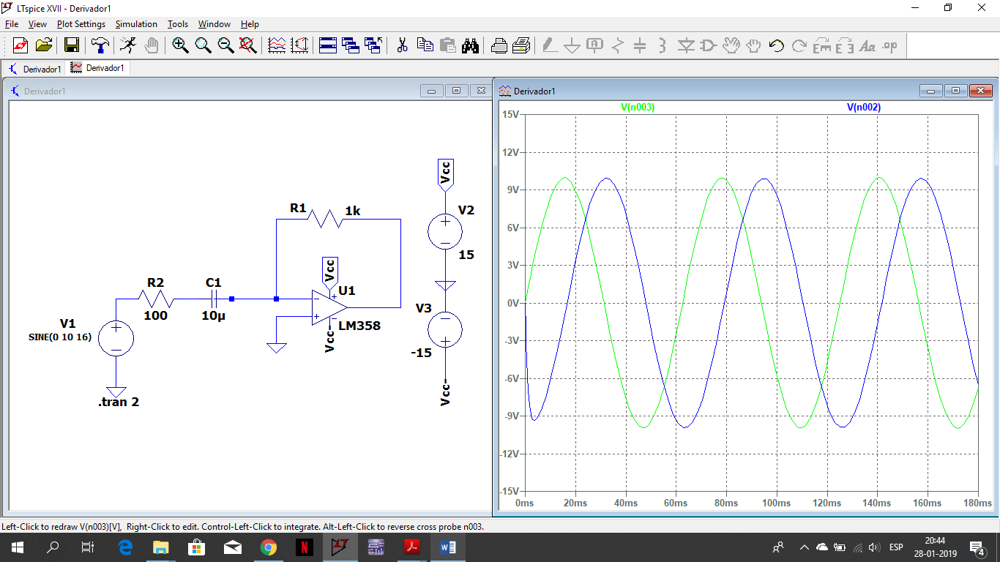 LTspice XVII - Derivador1
File View Plot Settings Simulation Tools Window Help
Derivador1 Derivador1
Derivador1
Vcc
V2
15
V3
-15
Vcc-
R1 1k
Vcc
U1
LM358
Vcc-
R2
100
C1
10µ
V1
SINE(0 10 16)
.tran 2
Derivador1
V(n003) V(n002)
15V
12V
9V
6V
3V
0V
-3V
-6V
-9V
-12V
-15V
0ms 20ms 40ms 60ms 80ms 100ms 120ms 140ms 160ms 180ms
Left-Click to redraw V(n003)[V], Right-Click to edit. Control-Left-Click to integrate. Alt-Left-Click to reverse cross probe n003.
ESP
20:44
28-01-2019
4